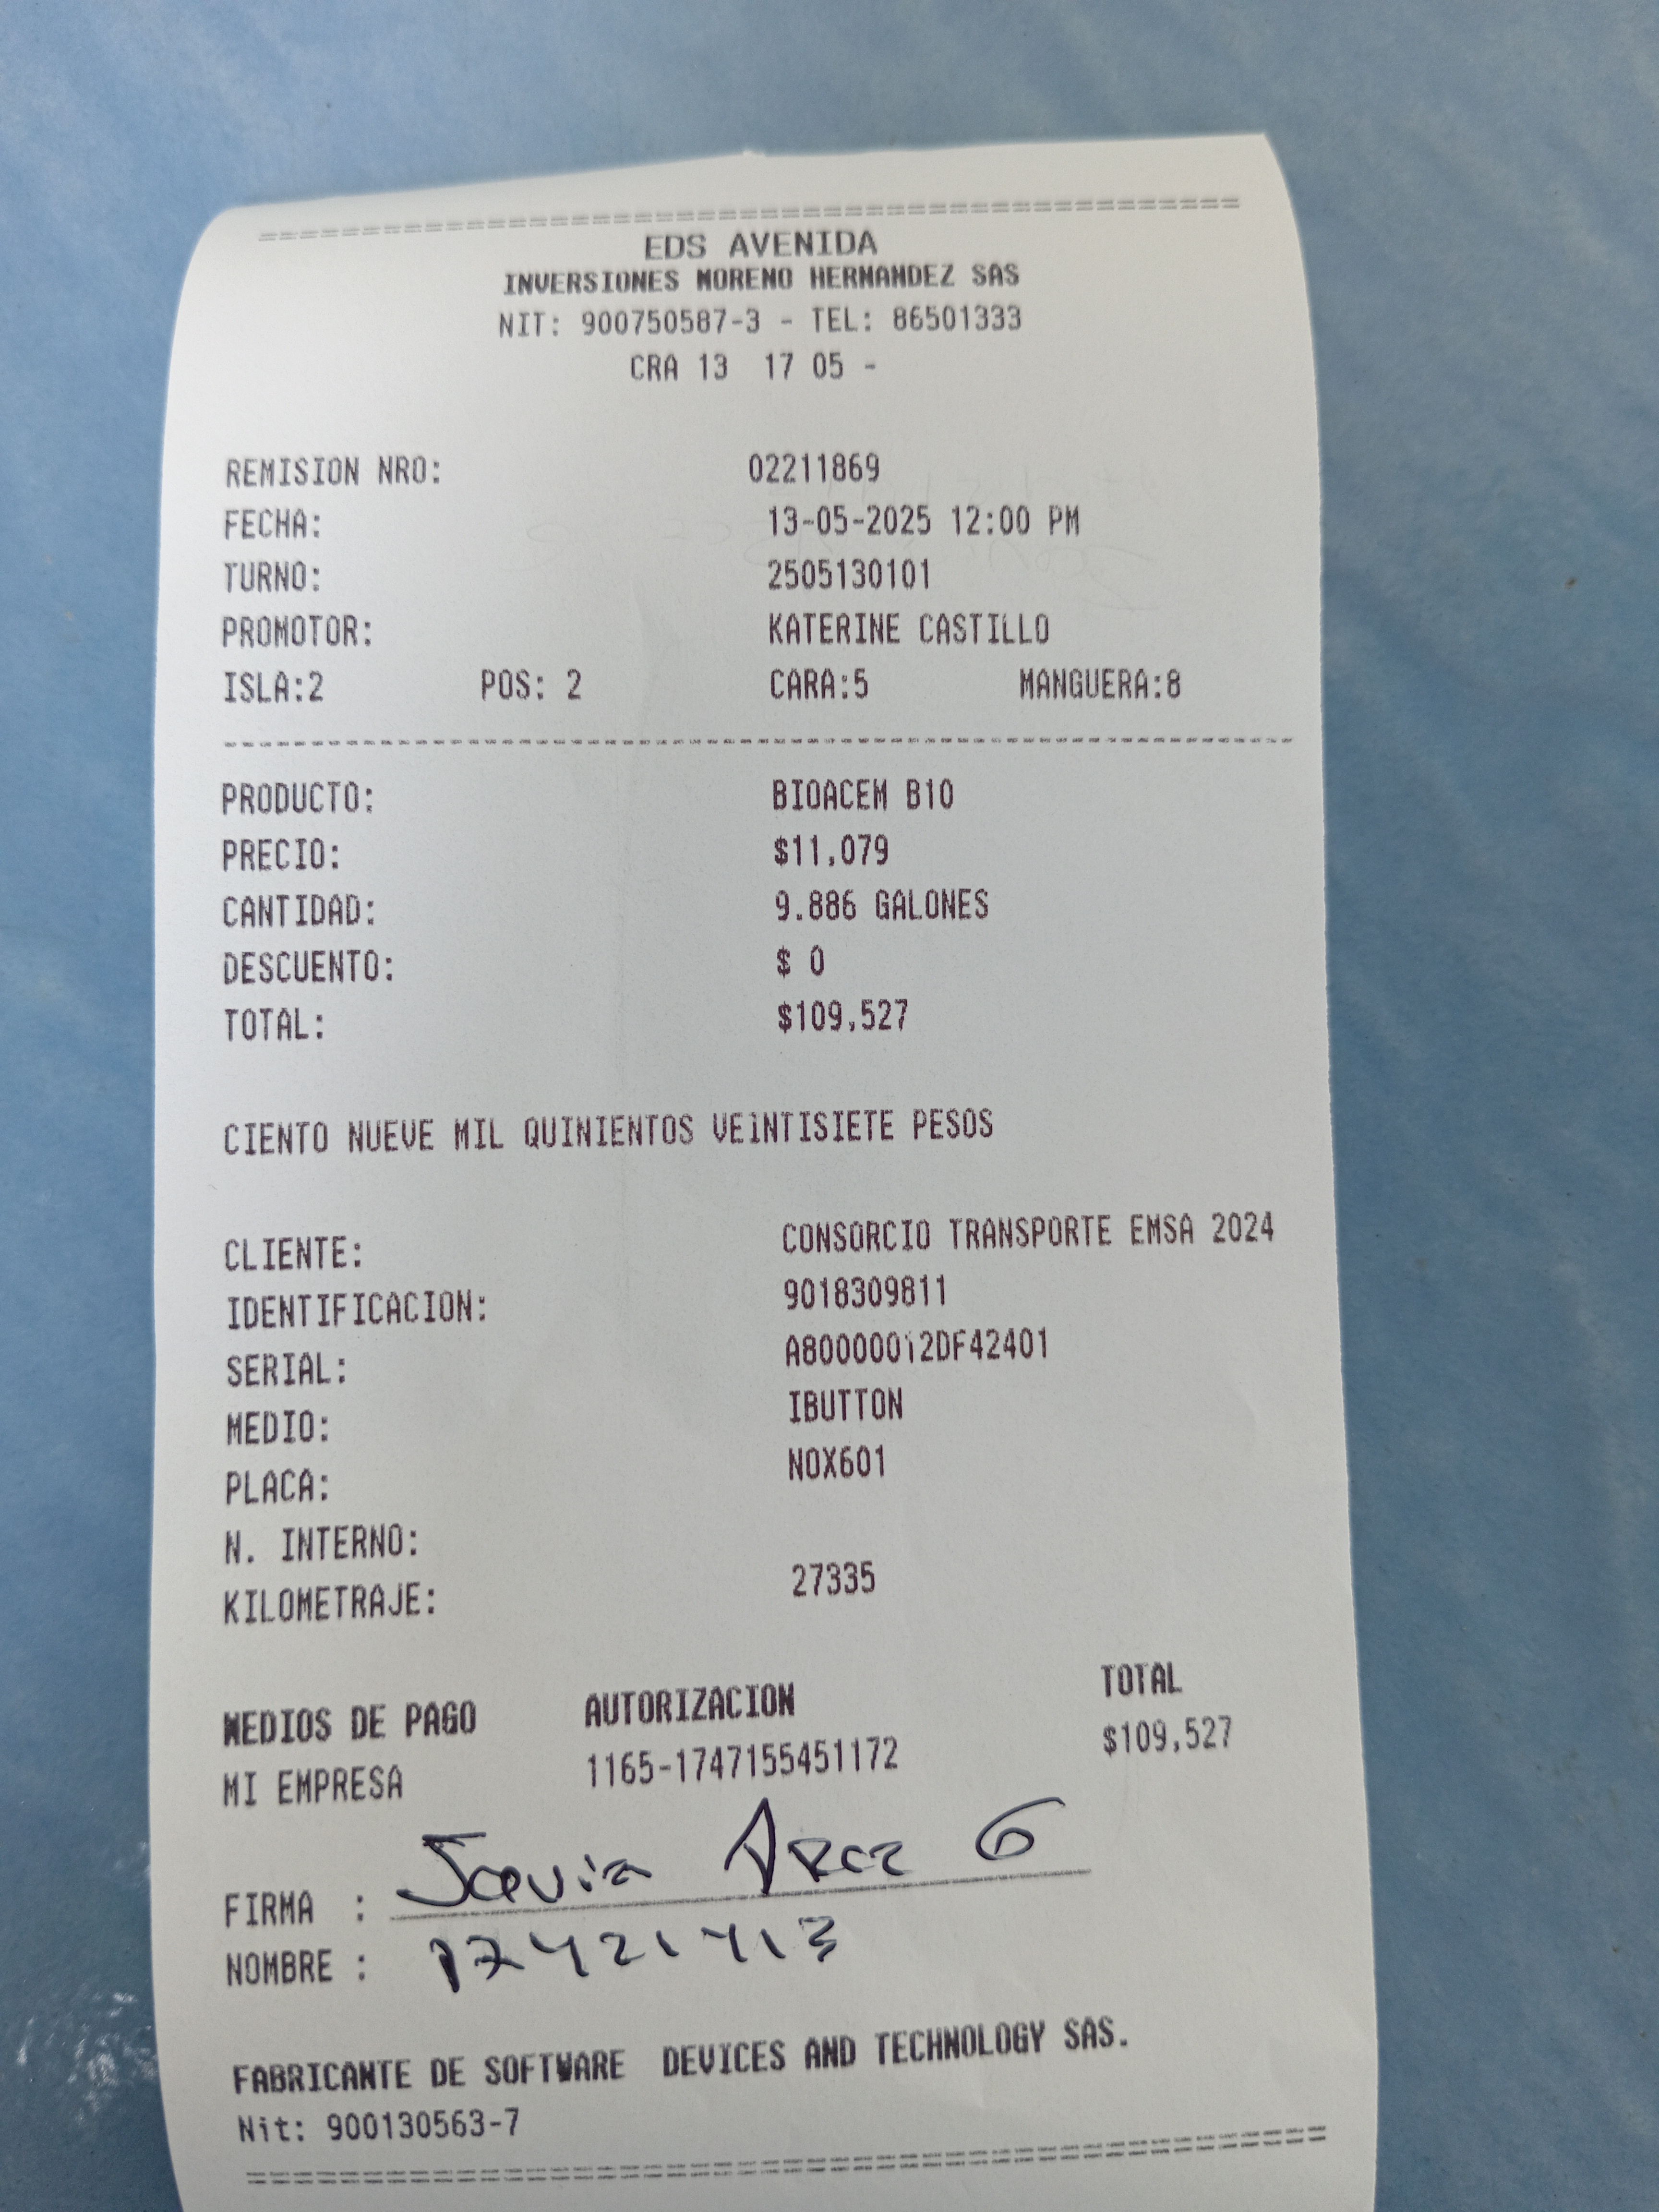 EDS AVENIDA
INVERSIONES MORENO HERNANDEZ SAS
NIT: 900750587-3 - TEL: 86501333
CRA 13 17 05 -
REMISION NRO: 02211869
FECHA: 13-05-2025 12:00 PM
TURNO: 2505130101
PROMOTOR: KATERINE CASTILLO
ISLA:2 POS: 2 CARA:5 MANGUERA:8
PRODUCTO: BIOACEM B10
PRECIO: $11,079
CANTIDAD: 9.886 GALONES
DESCUENTO: $ 0
TOTAL: $109,527
CIENTO NUEVE MIL QUINIENTOS VEINTISIETE PESOS
CLIENTE: CONSORCIO TRANSPORTE EMSA 2024
IDENTIFICACION: 9018309811
SERIAL: A80000012DF42401
MEDIO: IBUTTON
PLACA: NOX601
N. INTERNO:
KILOMETRAJE: 27335
MEDIOS DE PAGO AUTORIZACION TOTAL
MI EMPRESA 1165-1747155451172 $109,527
FIRMA :
NOMBRE : 17421413
FABRICANTE DE SOFTWARE DEVICES AND TECHNOLOGY SAS.
Nit: 900130563-7